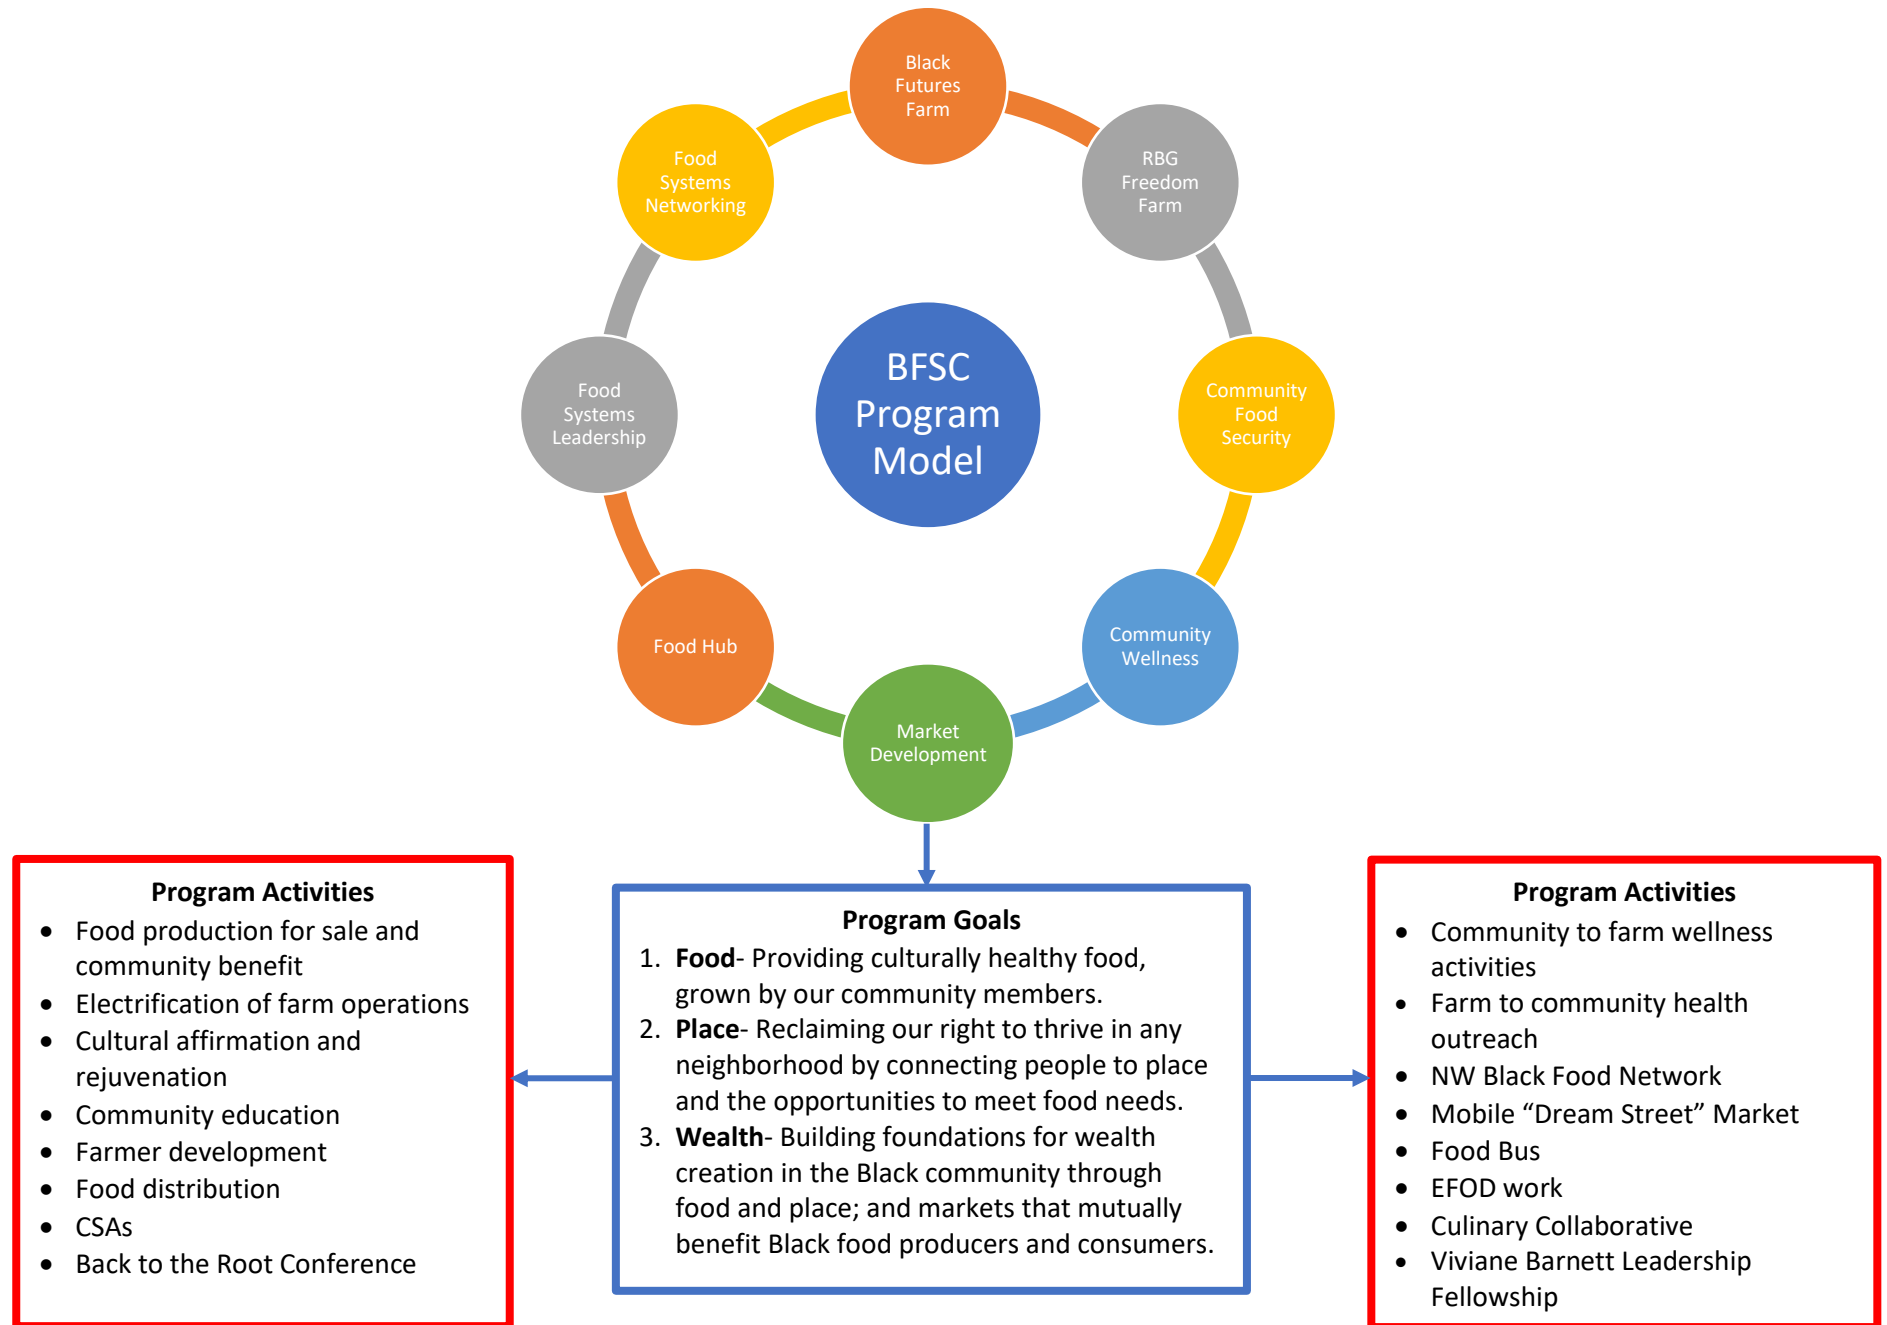 Black
Futures
Farm
RBG
Freedom
Farm
Community
Food
Security
Community
Wellness
Market
Development
Food Hub
Food
Systems
Leadership
Food
Systems
Networking
BFSC
Program
Model
Program Activities
• Food production for sale and
community benefit
• Electrification of farm operations
• Cultural affirmation and
rejuvenation
• Community education
• Farmer development
• Food distribution
• CSAs
• Back to the Root Conference
Program Goals
1. Food- Providing culturally healthy food,
grown by our community members.
2. Place- Reclaiming our right to thrive in any
neighborhood by connecting people to place
and the opportunities to meet food needs.
3. Wealth- Building foundations for wealth
creation in the Black community through
food and place; and markets that mutually
benefit Black food producers and consumers.
Program Activities
• Community to farm wellness
activities
• Farm to community health
outreach
• NW Black Food Network
• Mobile “Dream Street” Market
• Food Bus
• EFOD work
• Culinary Collaborative
• Viviane Barnett Leadership
Fellowship